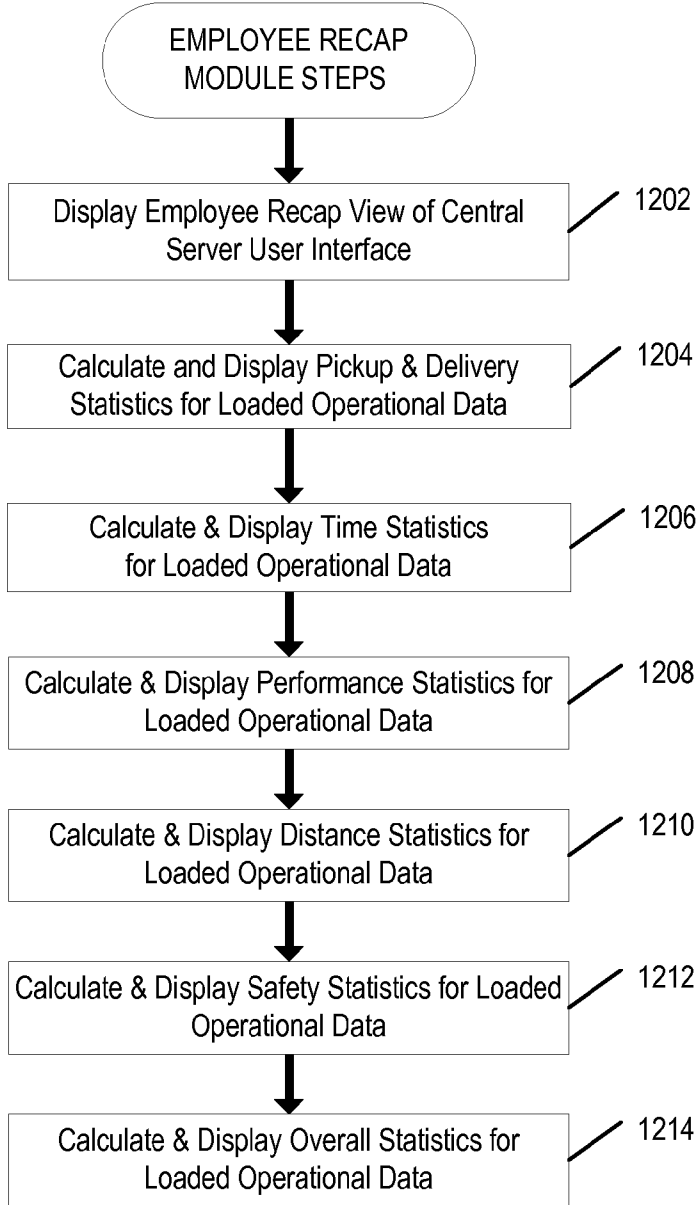 EMPLOYEE RECAP
MODULE STEPS
Display Employee Recap View of Central
Server User Interface
1202
Calculate and Display Pickup & Delivery
Statistics for Loaded Operational Data
1204
Calculate & Display Time Statistics
for Loaded Operational Data
1206
Calculate & Display Performance Statistics for
Loaded Operational Data
1208
Calculate & Display Distance Statistics for
Loaded Operational Data
1210
Calculate & Display Safety Statistics for Loaded
Operational Data
1212
Calculate & Display Overall Statistics for
Loaded Operational Data
1214